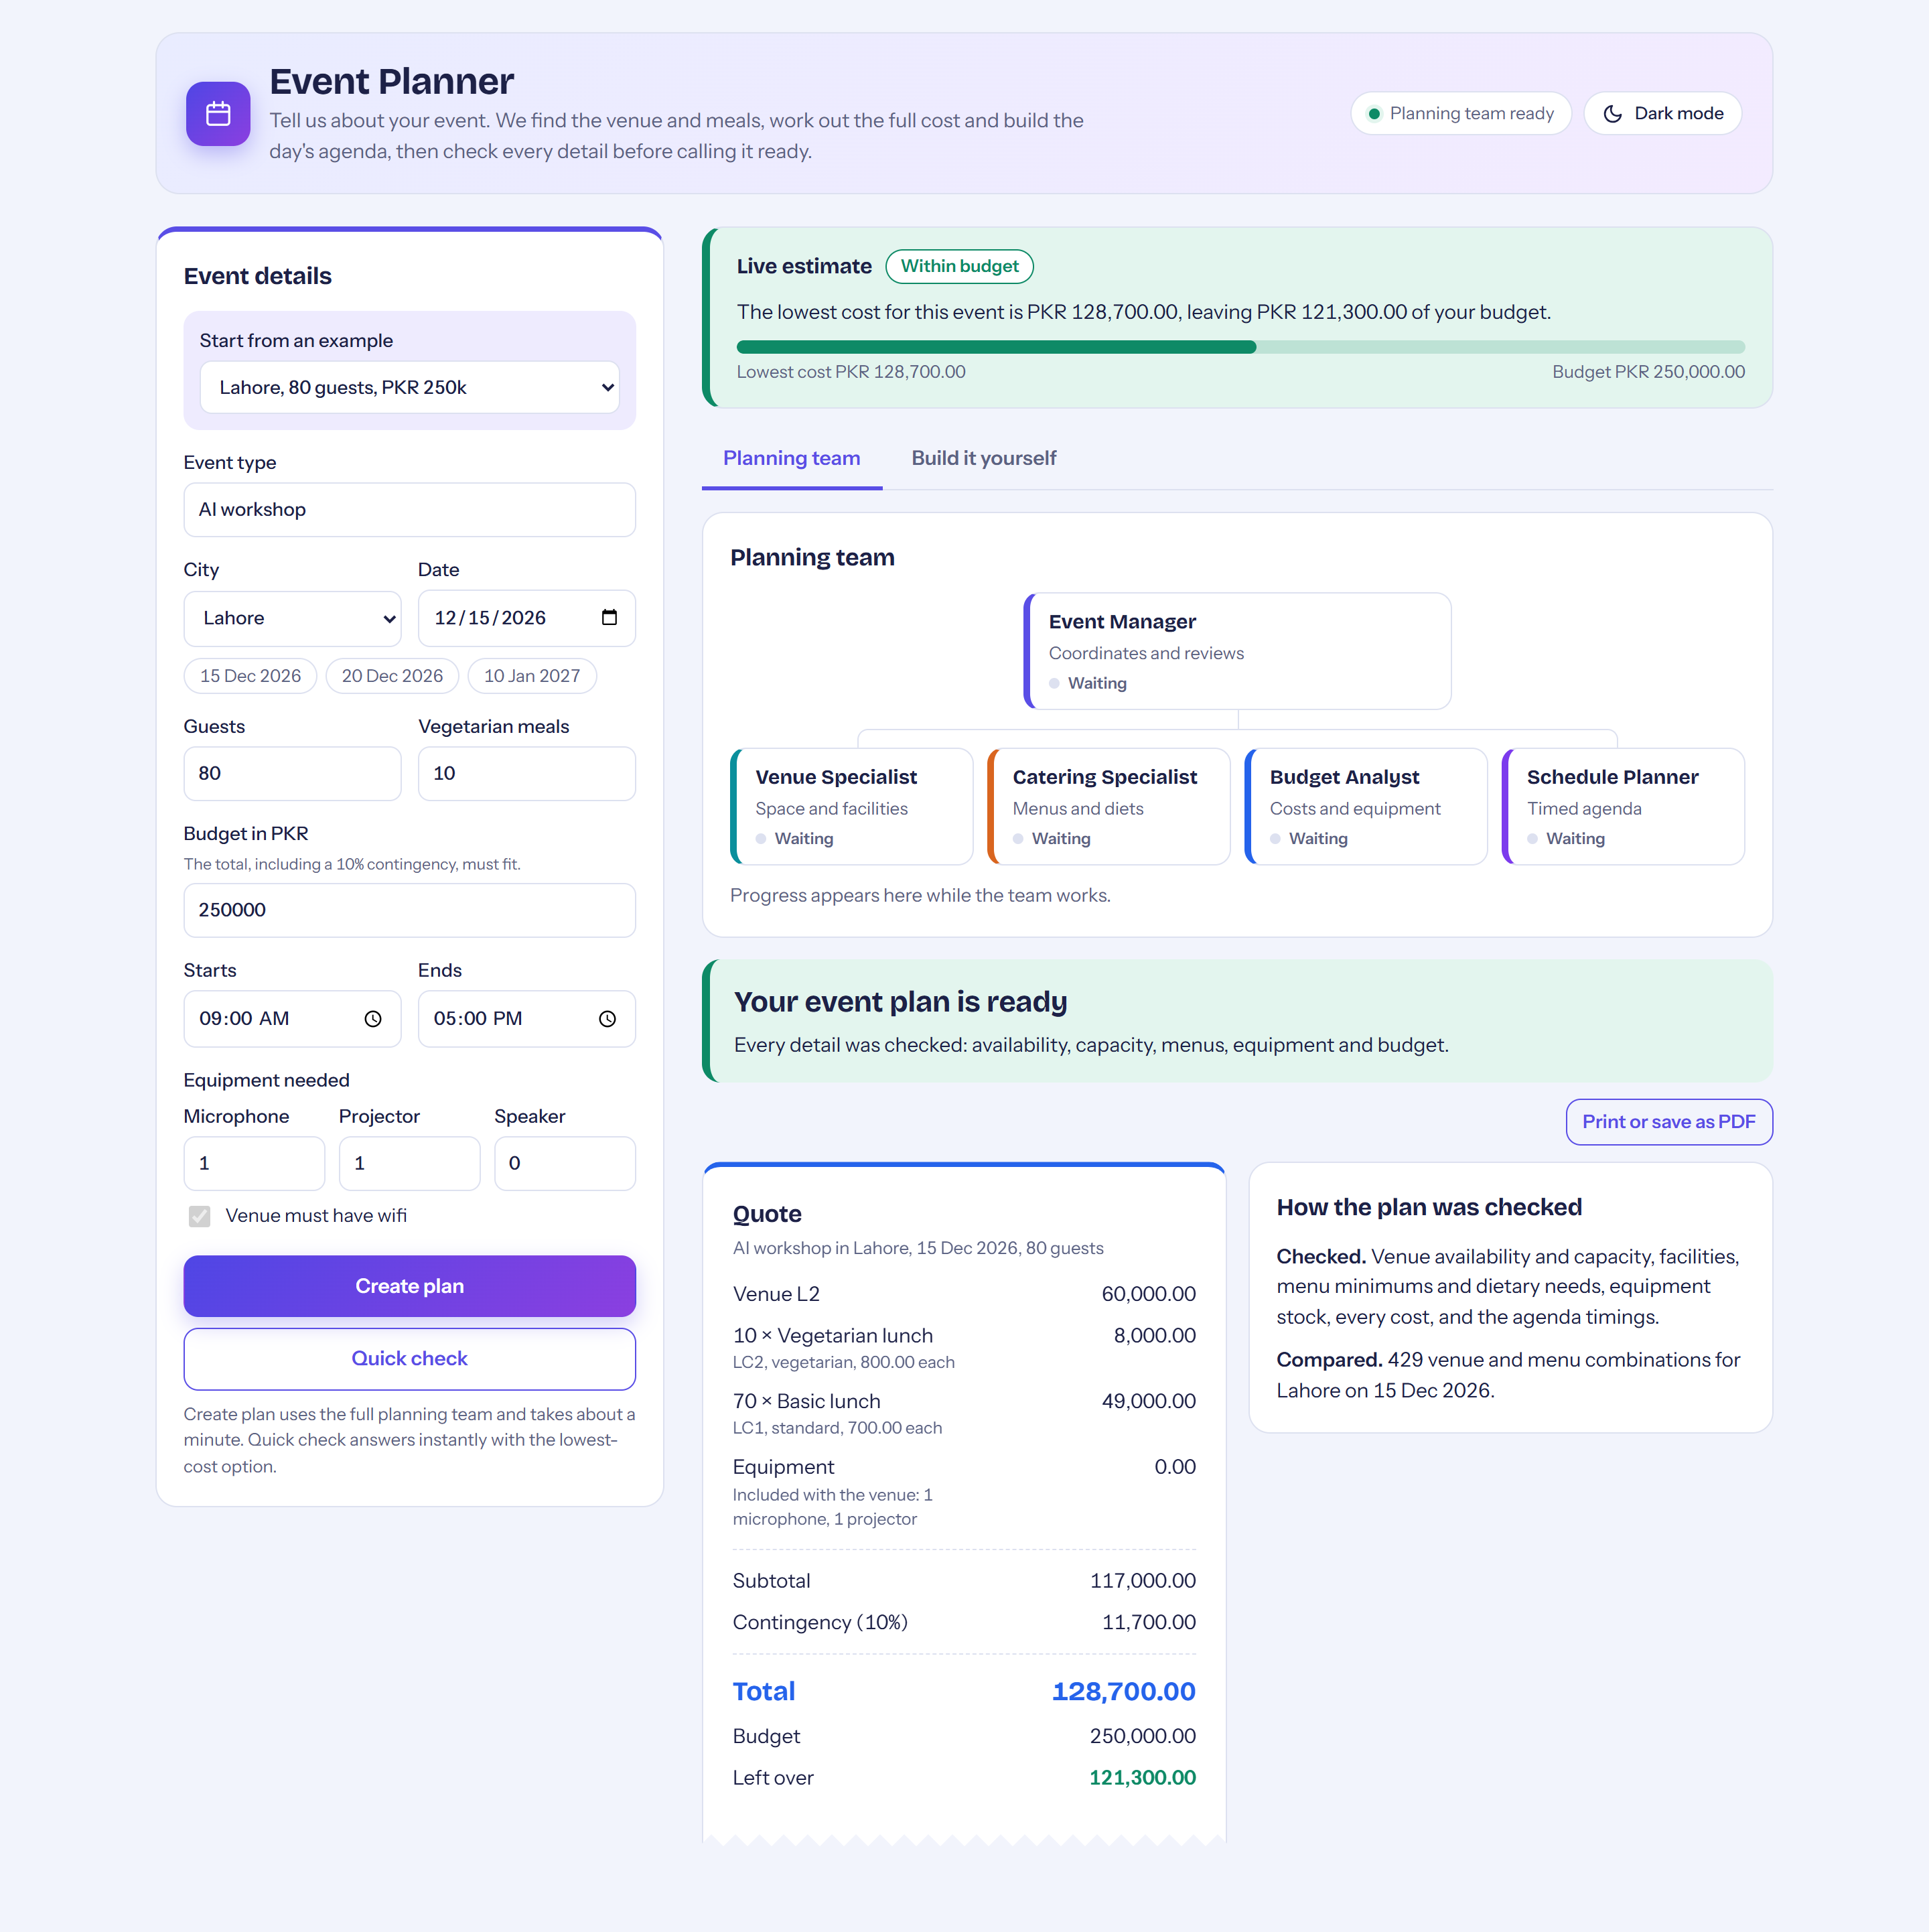 Event Planner
Tell us about your event. We find the venue and meals, work out the full cost and build the
day's agenda, then check every detail before calling it ready.
Planning team ready
Dark mode
Event details
Start from an example
Lahore, 80 guests, PKR 250k
Event type
AI workshop
City
Date
Lahore
12/15/2026
15 Dec 2026
20 Dec 2026
10 Jan 2027
Guests
Vegetarian meals
80
10
Budget in PKR
The total, including a 10% contingency, must fit.
250000
Starts
Ends
09:00 AM
05:00 PM
Equipment needed
Microphone
Projector
Speaker
1
1
0
Venue must have wifi
Create plan
Quick check
Create plan uses the full planning team and takes about a
minute. Quick check answers instantly with the lowest-
cost option.
Live estimate
Within budget
The lowest cost for this event is PKR 128,700.00, leaving PKR 121,300.00 of your budget.
Lowest cost PKR 128,700.00
Budget PKR 250,000.00
Planning team
Build it yourself
Planning team
Event Manager
Coordinates and reviews
Waiting
Venue Specialist
Space and facilities
Waiting
Catering Specialist
Menus and diets
Waiting
Budget Analyst
Costs and equipment
Waiting
Schedule Planner
Timed agenda
Waiting
Progress appears here while the team works.
Your event plan is ready
Every detail was checked: availability, capacity, menus, equipment and budget.
Print or save as PDF
Quote
AI workshop in Lahore, 15 Dec 2026, 80 guests
Venue L2 60,000.00
10 × Vegetarian lunch 8,000.00
LC2, vegetarian, 800.00 each
70 × Basic lunch 49,000.00
LC1, standard, 700.00 each
Equipment 0.00
Included with the venue: 1
microphone, 1 projector
Subtotal 117,000.00
Contingency (10%) 11,700.00
Total 128,700.00
Budget 250,000.00
Left over 121,300.00
How the plan was checked
Checked. Venue availability and capacity, facilities,
menu minimums and dietary needs, equipment
stock, every cost, and the agenda timings.
Compared. 429 venue and menu combinations for
Lahore on 15 Dec 2026.